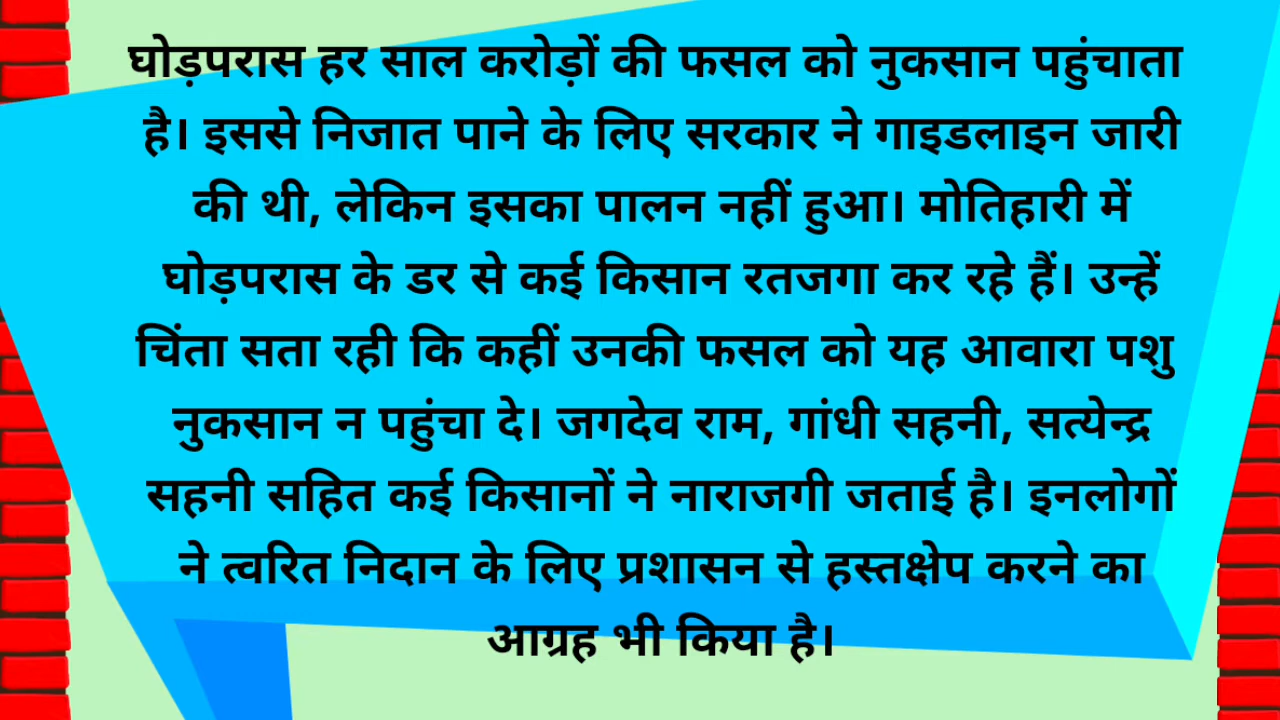 घोड़परास हर साल करोड़ों की फसल को नुकसान पहुंचाता
है। इससे निजात पाने के लिए सरकार ने गाइडलाइन जारी
की थी, लेकिन इसका पालन नहीं हुआ। मोतिहारी में
घोड़परास के डर से कई किसान रतजगा कर रहे हैं। उन्हें
चिंता सता रही कि कहीं उनकी फसल को यह आवारा पशु
नुकसान न पहुंचा दे। जगदेव राम, गांधी सहनी, सत्येन्द्र
सहनी सहित कई किसानों ने नाराजगी जताई है। इनलोगों
ने त्वरित निदान के लिए प्रशासन से हस्तक्षेप करने का
आग्रह भी किया है।